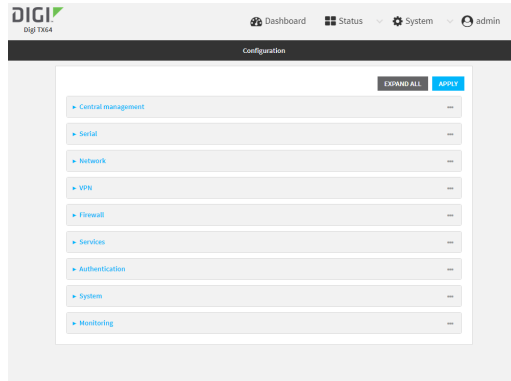 DIGI
Digi TX64
Dashboard Status System admin
Configuration
EXPAND ALL APPLY
Central management
Serial
Network
VPN
Firewall
Services
Authentication
System
Monitoring